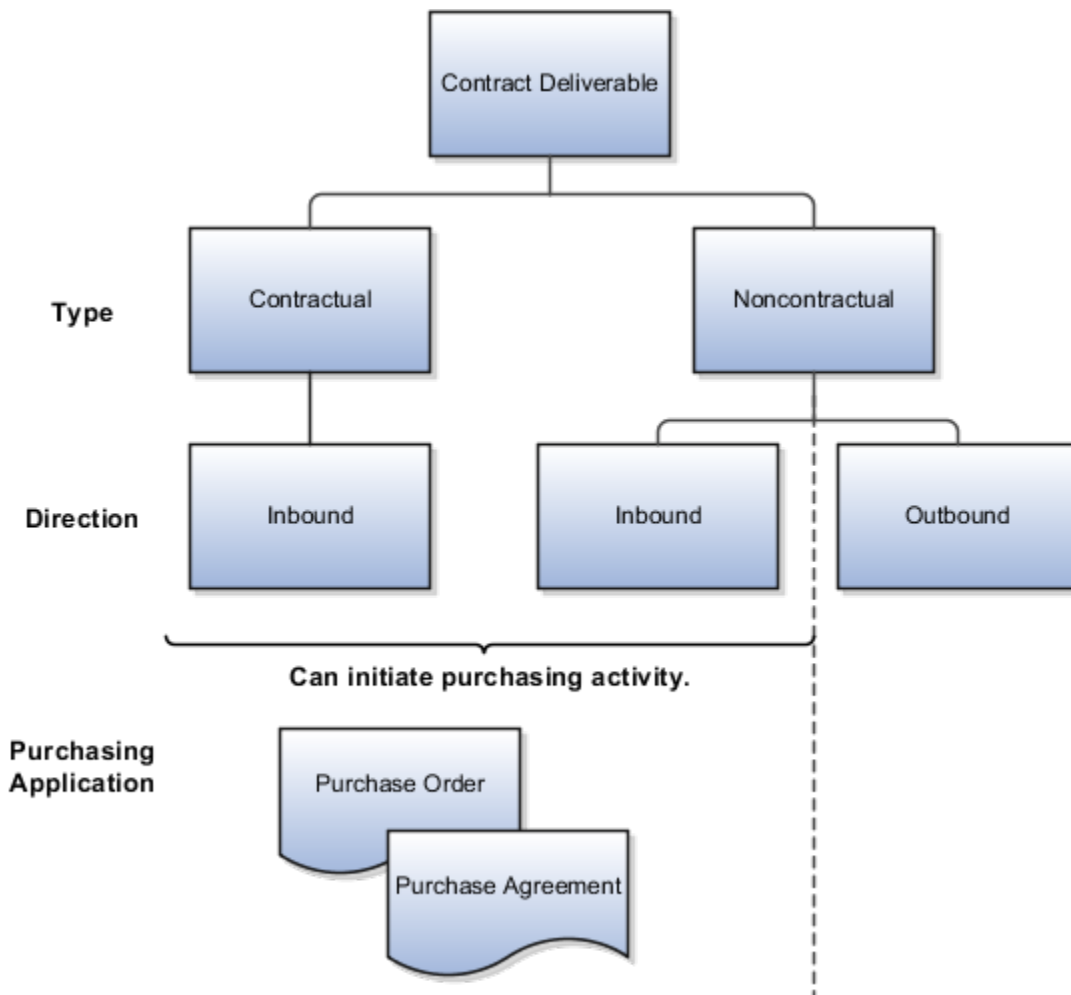 Contract Deliverable
Type
Contractual
Noncontractual
Direction
Inbound
Inbound
Outbound
Can initiate purchasing activity.
Purchasing
Application
Purchase Order
Purchase Agreement